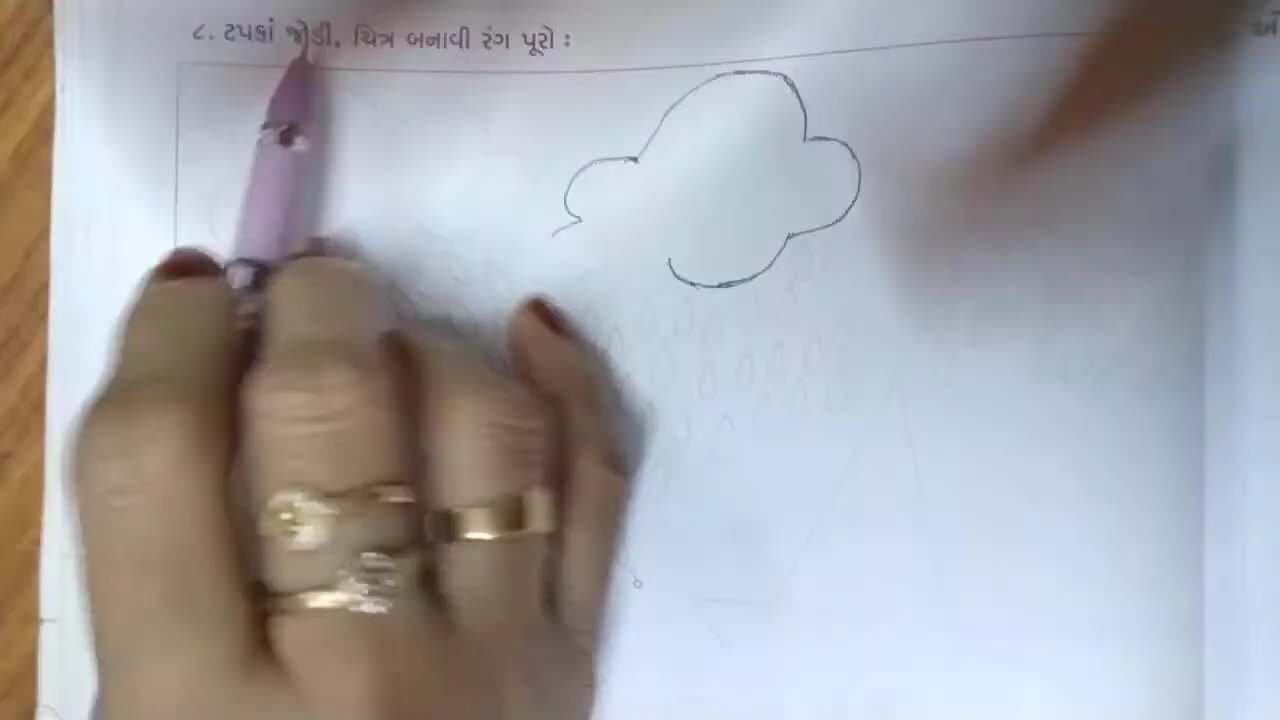 ૮. ટપકાં જોડી, ચિત્ર બનાવી રંગ પૂરો :